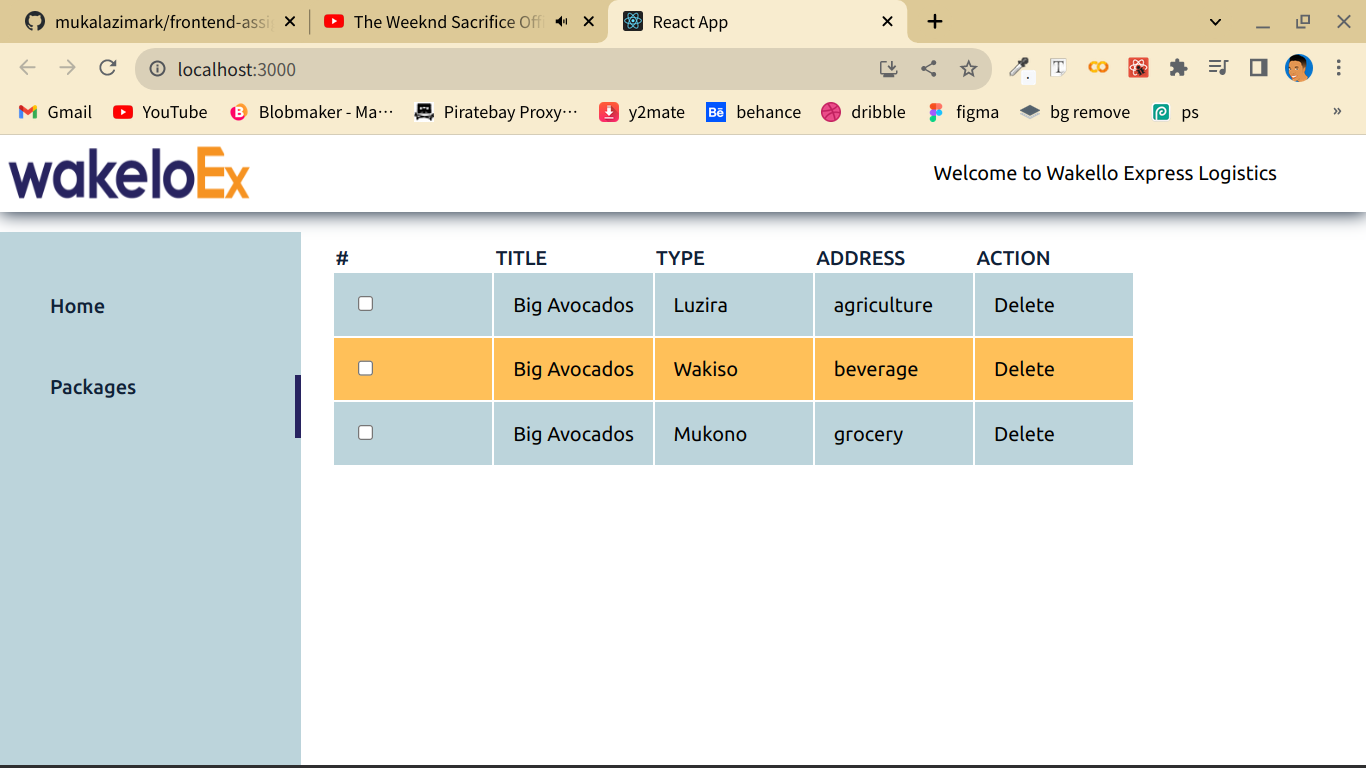 mukalazimark/frontend-assi
The Weeknd Sacrifice Off
React App
localhost:3000
Gmail
YouTube
Blobmaker - Ma···
Piratebay Proxy···
y2mate
Bē behance
dribble
figma
bg remove
ps
»
wakeloEx
Welcome to Wakello Express Logistics
Home
Packages
# TITLE TYPE ADDRESS ACTION
Big Avocados Luzira agriculture Delete
Big Avocados Wakiso beverage Delete
Big Avocados Mukono grocery Delete